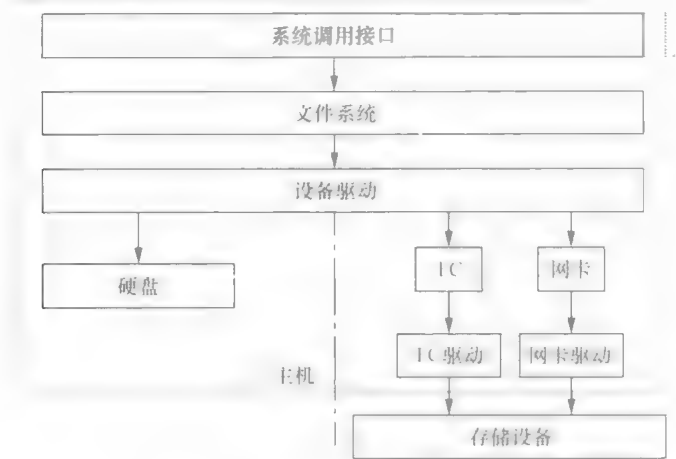 系统调用接口
文件系统
设备驱动
硬盘
FC
网卡
FC驱动
网卡驱动
主机
存储设备